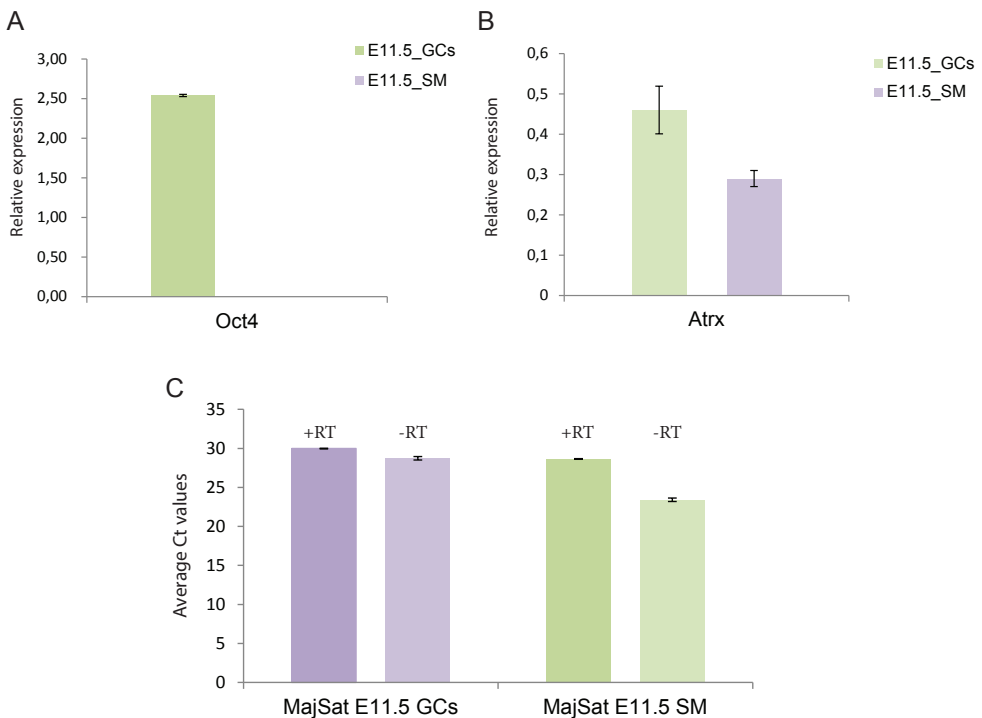 A
Relative expression
3,00
2,50
2,00
1,50
1,00
0,50
0,00
Oct4
E11.5_GCs
E11.5_SM
B
Relative expression
0,6
0,5
0,4
0,3
0,2
0,1
0
Atrx
E11.5_GCs
E11.5_SM
C
Average Ct values
35
30
25
20
15
10
5
0
+RT
-RT
+RT
-RT
MajSat E11.5 GCs
MajSat E11.5 SM